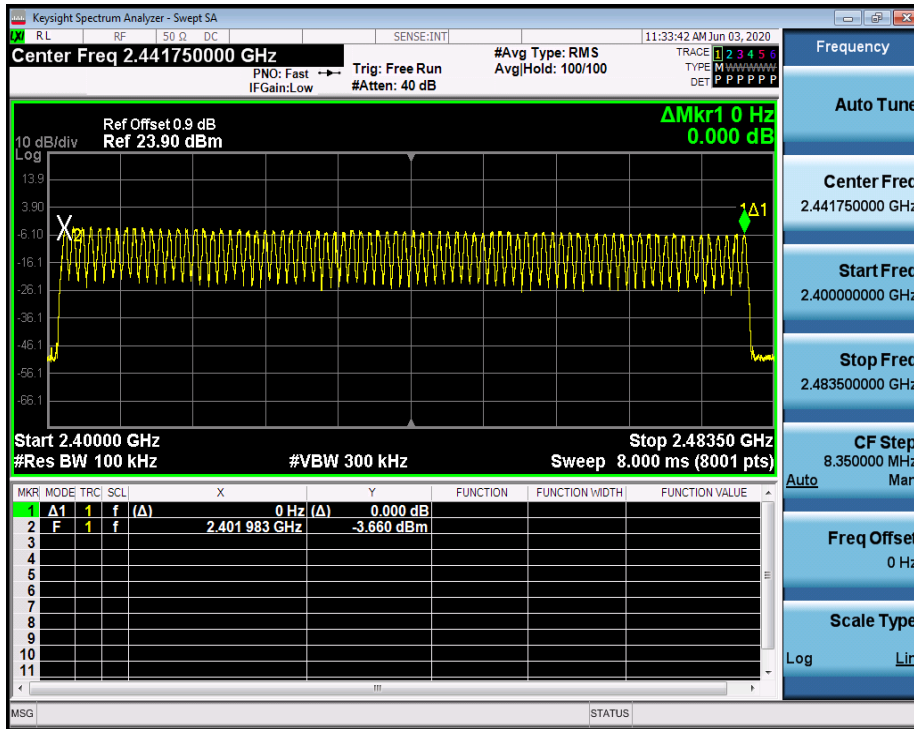 Keysight Spectrum Analyzer - Swept SA
LXI RL RF 50 Ω DC SENSE:INT 11:33:42 AM Jun 03, 2020
Center Freq 2.441750000 GHz
#Avg Type: RMS
TRACE 1 2 3 4 5 6
PNO: Fast Trig: Free Run Avg|Hold: 100/100
TYPE M W W W W W
IFGain:Low #Atten: 40 dB
DET P P P P P P
ΔMkr1 0 Hz
0.000 dB
Ref Offset 0.9 dB
10 dB/div Ref 23.90 dBm
Log
13.9
3.90
-6.10
-16.1
-26.1
-36.1
-46.1
-56.1
-66.1
X2
1Δ1
Start 2.40000 GHz Stop 2.48350 GHz
#Res BW 100 kHz #VBW 300 kHz Sweep 8.000 ms (8001 pts)
MKR MODE TRC SCL X Y FUNCTION FUNCTION WIDTH FUNCTION VALUE
1 Δ1 1 f (Δ) 0 Hz (Δ) 0.000 dB
2 F 1 f 2.401 983 GHz -3.660 dBm
3
4
5
6
7
8
9
10
11
MSG STATUS
Frequency
Auto Tune
Center Freq
2.441750000 GHz
Start Freq
2.400000000 GHz
Stop Freq
2.483500000 GHz
CF Step
8.350000 MHz
Auto Man
Freq Offset
0 Hz
Scale Type
Log Lin